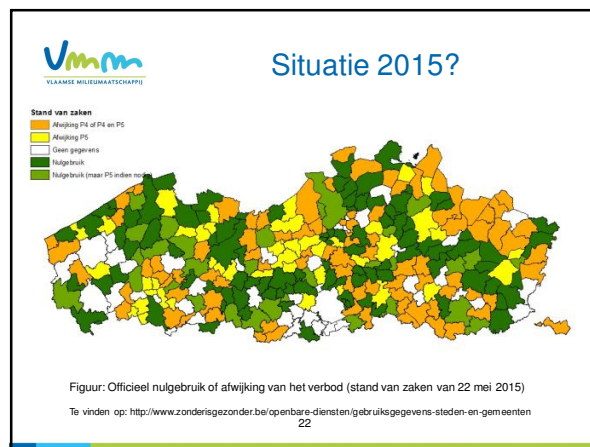 Vmm
VLAAMSE MILIEUMAATSCHAPPIJ
Situatie 2015?
Stand van zaken
Afwijking P4 of P4 en P5
Afwijking P5
Geen gegevens
Nulgebruik
Nulgebruik (maar P5 indien nodig)
Figuur: Officieel nulgebruik of afwijking van het verbod (stand van zaken van 22 mei 2015)
Te vinden op: http://www.zonderisgezonder.be/openbare-diensten/gebruiksgegevens-steden-en-gemeenten
22